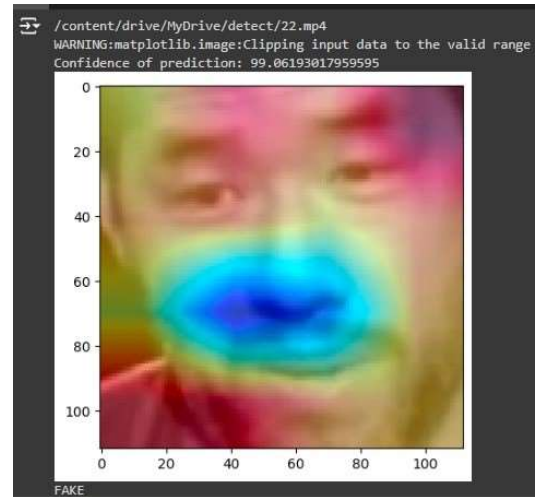 /content/drive/MyDrive/detect/22.mp4
WARNING:matplotlib.image:Clipping input data to the valid range
Confidence of prediction: 99.06193017959595
0
20
40
60
80
100
0 20 40 60 80 100
FAKE